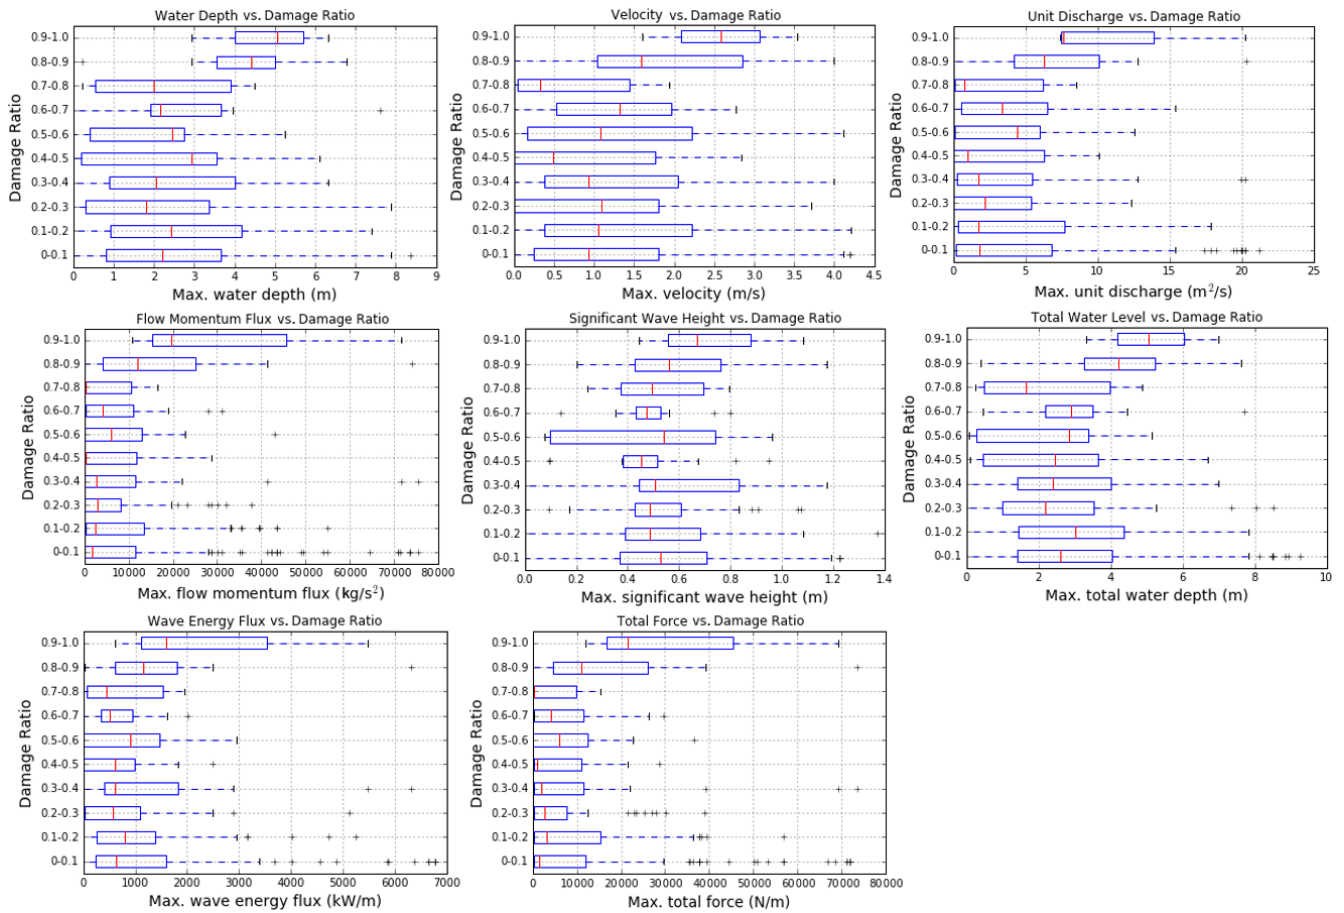 Water Depth vs. Damage Ratio
Damage Ratio
0.9-1.0
0.8-0.9
0.7-0.8
0.6-0.7
0.5-0.6
0.4-0.5
0.3-0.4
0.2-0.3
0.1-0.2
0-0.1
0 1 2 3 4 5 6 7 8 9
Max. water depth (m)
Velocity vs. Damage Ratio
Damage Ratio
0.9-1.0
0.8-0.9
0.7-0.8
0.6-0.7
0.5-0.6
0.4-0.5
0.3-0.4
0.2-0.3
0.1-0.2
0-0.1
0.0 0.5 1.0 1.5 2.0 2.5 3.0 3.5 4.0 4.5
Max. velocity (m/s)
Unit Discharge vs. Damage Ratio
Damage Ratio
0.9-1.0
0.8-0.9
0.7-0.8
0.6-0.7
0.5-0.6
0.4-0.5
0.3-0.4
0.2-0.3
0.1-0.2
0-0.1
0 5 10 15 20 25
Max. unit discharge (m²/s)
Flow Momentum Flux vs. Damage Ratio
Damage Ratio
0.9-1.0
0.8-0.9
0.7-0.8
0.6-0.7
0.5-0.6
0.4-0.5
0.3-0.4
0.2-0.3
0.1-0.2
0-0.1
0 10000 20000 30000 40000 50000 60000 70000 80000
Max. flow momentum flux (kg/s²)
Significant Wave Height vs. Damage Ratio
Damage Ratio
0.9-1.0
0.8-0.9
0.7-0.8
0.6-0.7
0.5-0.6
0.4-0.5
0.3-0.4
0.2-0.3
0.1-0.2
0-0.1
0.0 0.2 0.4 0.6 0.8 1.0 1.2 1.4
Max. significant wave height (m)
Total Water Level vs. Damage Ratio
Damage Ratio
0.9-1.0
0.8-0.9
0.7-0.8
0.6-0.7
0.5-0.6
0.4-0.5
0.3-0.4
0.2-0.3
0.1-0.2
0-0.1
0 2 4 6 8 10
Max. total water depth (m)
Wave Energy Flux vs. Damage Ratio
Damage Ratio
0.9-1.0
0.8-0.9
0.7-0.8
0.6-0.7
0.5-0.6
0.4-0.5
0.3-0.4
0.2-0.3
0.1-0.2
0-0.1
0 1000 2000 3000 4000 5000 6000 7000
Max. wave energy flux (kW/m)
Total Force vs. Damage Ratio
Damage Ratio
0.9-1.0
0.8-0.9
0.7-0.8
0.6-0.7
0.5-0.6
0.4-0.5
0.3-0.4
0.2-0.3
0.1-0.2
0-0.1
0 10000 20000 30000 40000 50000 60000 70000 80000
Max. total force (N/m)